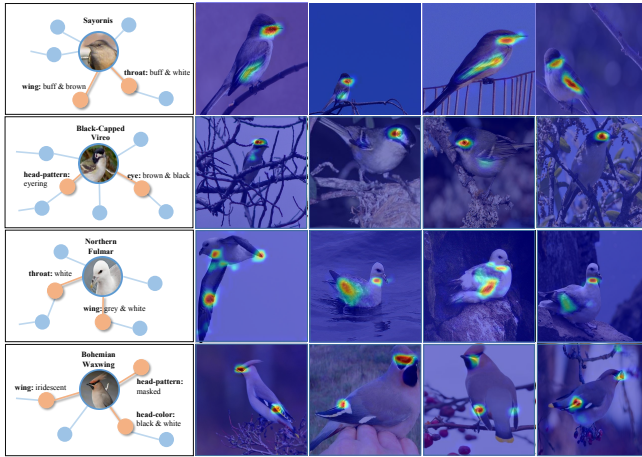 Sayornis
throat: buff & white
wing: buff & brown
Black-Capped
Vireo
head-pattern:
eyering
eye: brown & black
Northern
Fulmar
throat: white
wing: grey & white
Bohemian
Waxwing
wing: iridescent
head-pattern:
masked
head-color:
black & white